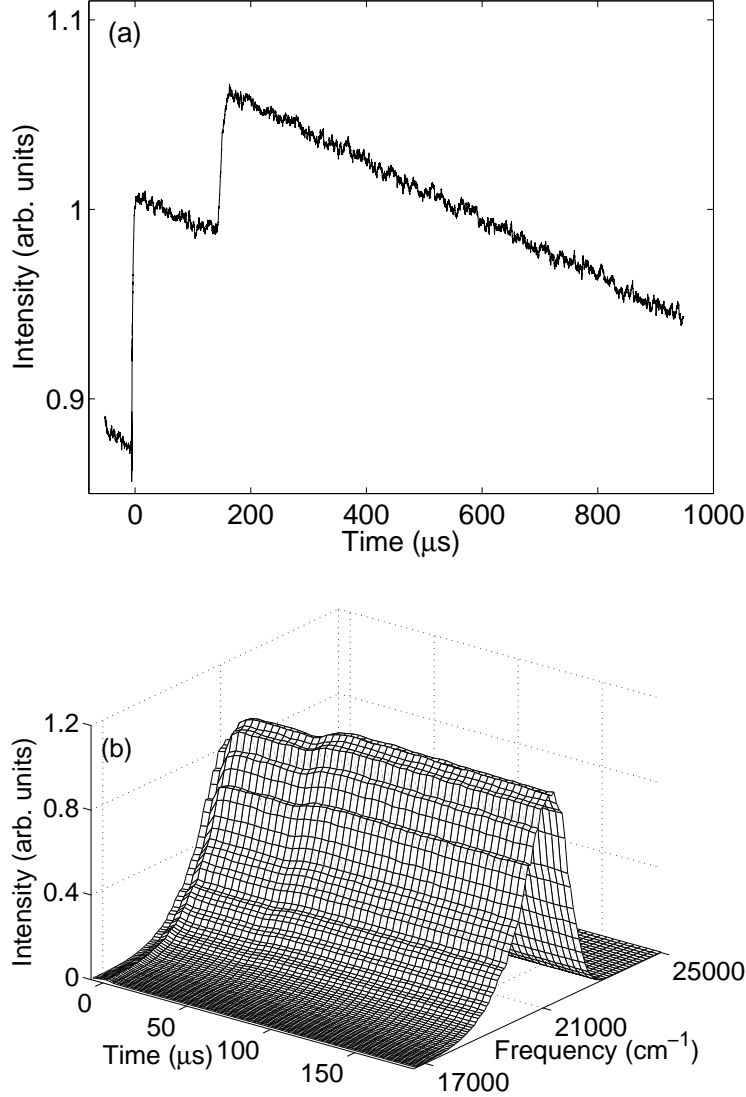 (a)
1.1
1
0.9
Intensity (arb. units)
0
200
400
600
800
1000
Time (μs)
(b)
1.2
0.8
0.4
0
Intensity (arb. units)
0
50
100
150
Time (μs)
17000
21000
25000
Frequency (cm⁻¹)